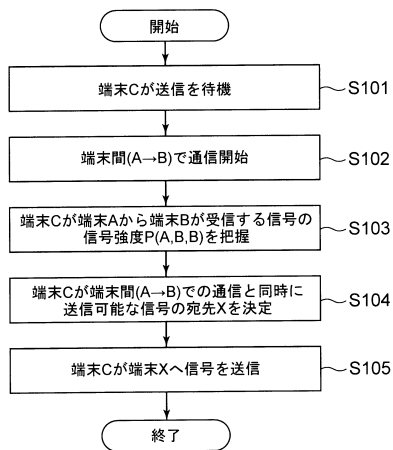 開始
端末Cが送信を待機
S101
端末間(A→B)で通信開始
S102
端末Cが端末Aから端末Bが受信する信号の
信号強度P(A,B,B)を把握
S103
端末Cが端末間(A→B)での通信と同時に
送信可能な信号の宛先Xを決定
S104
端末Cが端末Xへ信号を送信
S105
終了